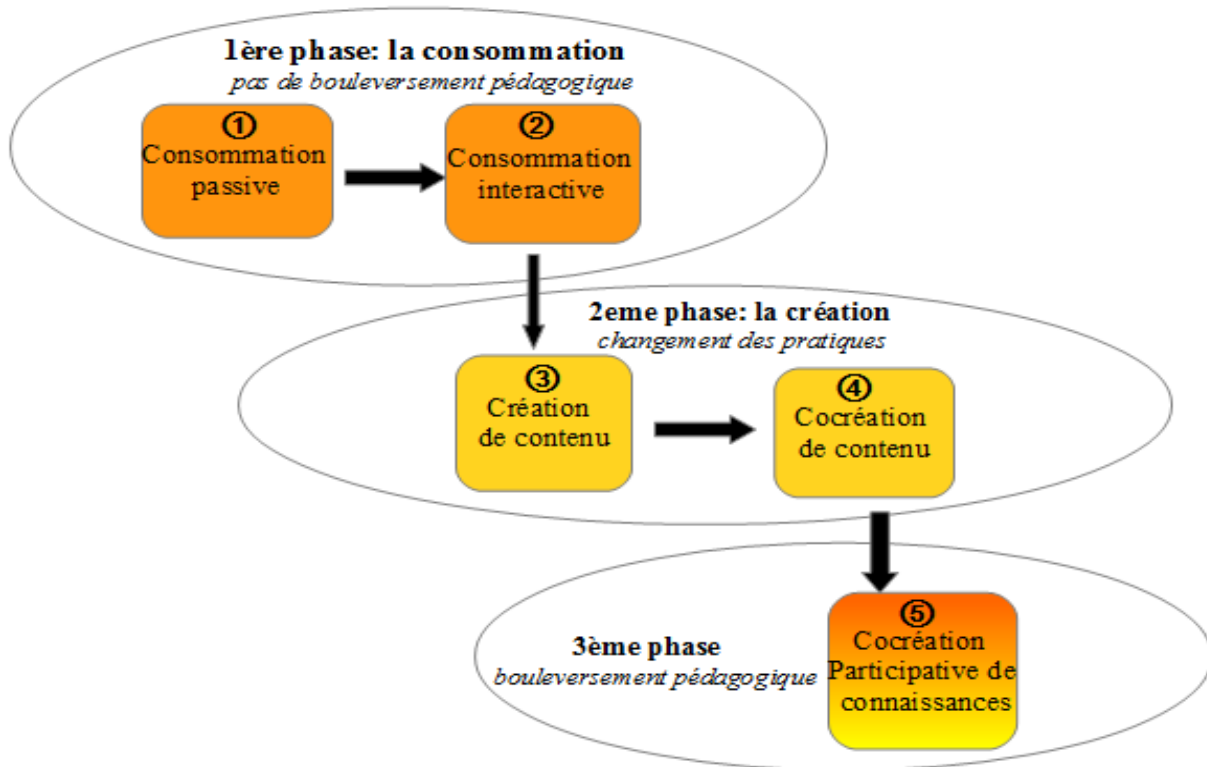 1ère phase: la consommation
pas de bouleversement pédagogique
①
Consommation
passive
②
Consommation
interactive
2eme phase: la création
changement des pratiques
③
Création
de contenu
④
Cocréation
de contenu
3ème phase
bouleversement pédagogique
⑤
Cocréation
Participative de
connaissances